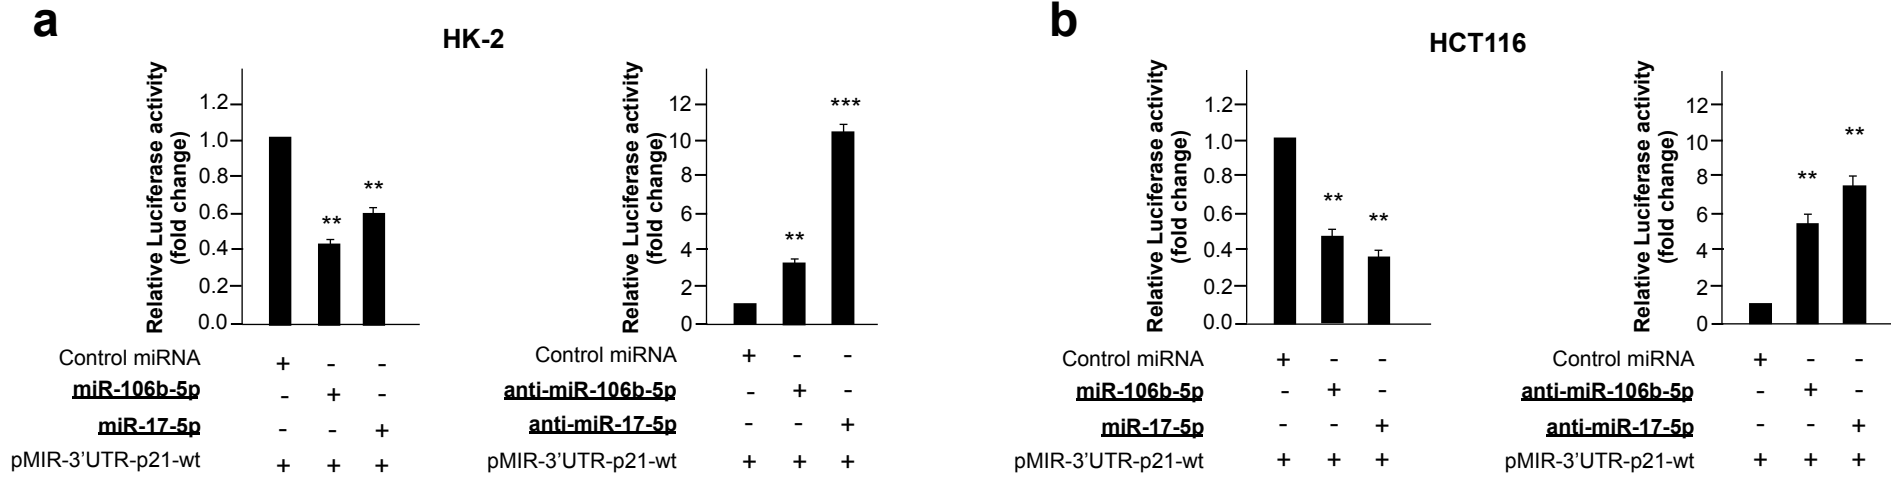 a
HK-2
b
HCT116
Relative Luciferase activity
(fold change)
1.2
1.0
0.8
0.6
0.4
0.2
0.0
** **
Control miRNA + - -
miR-106b-5p - + -
miR-17-5p - - +
pMIR-3'UTR-p21-wt + + +
Relative Luciferase activity
(fold change)
12
10
8
6
4
2
0
** ***
Control miRNA + - -
anti-miR-106b-5p - + -
anti-miR-17-5p - - +
pMIR-3'UTR-p21-wt + + +
Relative Luciferase activity
(fold change)
1.2
1.0
0.8
0.6
0.4
0.2
0.0
** **
Control miRNA + - -
miR-106b-5p - + -
miR-17-5p - - +
pMIR-3'UTR-p21-wt + + +
Relative Luciferase activity
(fold change)
12
10
8
6
4
2
0
** **
Control miRNA + - -
anti-miR-106b-5p - + -
anti-miR-17-5p - - +
pMIR-3'UTR-p21-wt + + +